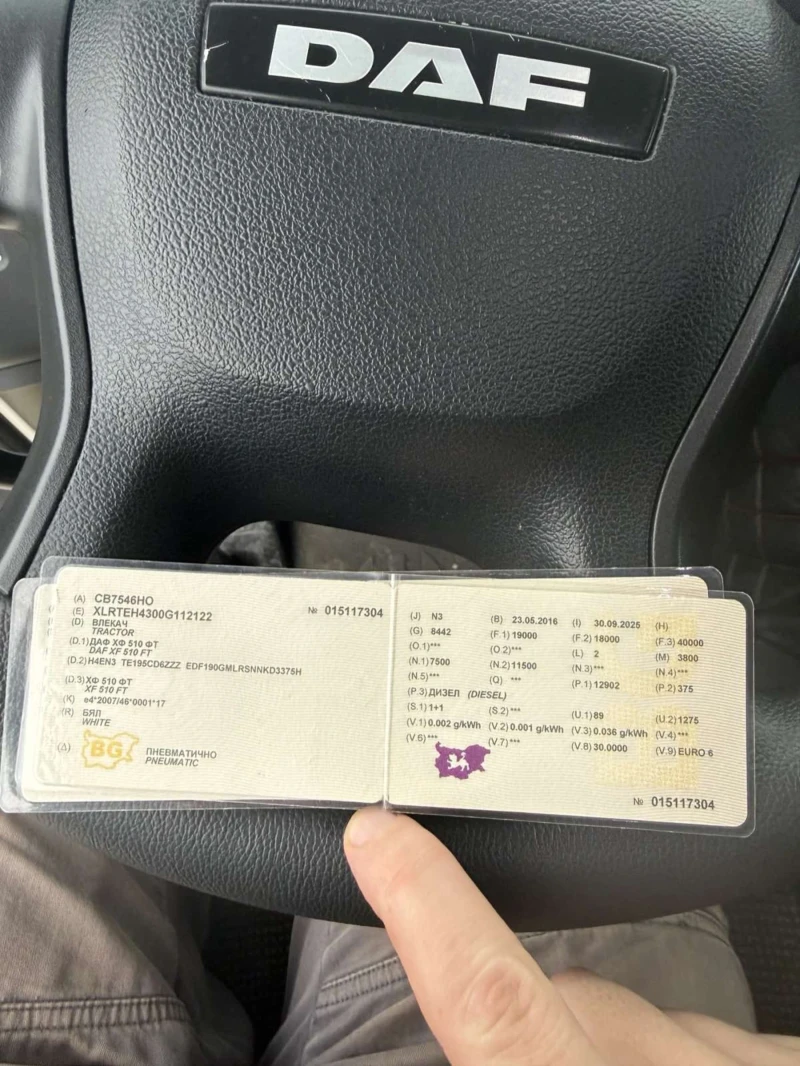 DAF
(A) CB7546HO
(E) XLRTEH4300G112122 № 015117304
(D) ВЛЕКАЧ
TRACTOR
(D.1) ДАФ ХФ 510 ФТ
DAF XF 510 FT
(D.2) H4EN3 TE195CD6ZZZ EDF190GMLRSNNKD3375H
(D.3) ХФ 510 ФТ
XF 510 FT
(K) e4*2007/46*0001*17
(R) БЯЛ
WHITE
(Δ) BG ПНЕВМАТИЧНО
PNEUMATIC
(J) N3 (B) 23.05.2016 (I) 30.09.2025 (H)
(G) 8442 (F.1) 19000 (F.2) 18000 (F.3) 40000
(O.1)*** (O.2)*** (L) 2 (M) 3800
(N.1) 7500 (N.2) 11500 (N.3)*** (N.4)***
(N.5)*** (Q) *** (P.1) 12902 (P.2) 375
(P.3) ДИЗЕЛ (DIESEL)
(S.1) 1+1 (S.2)*** (U.1) 89 (U.2) 1275
(V.1) 0.002 g/kWh (V.2) 0.001 g/kWh (V.3) 0.036 g/kWh (V.4)***
(V.6)*** (V.7)*** (V.8) 30.0000 (V.9) EURO 6
№ 015117304